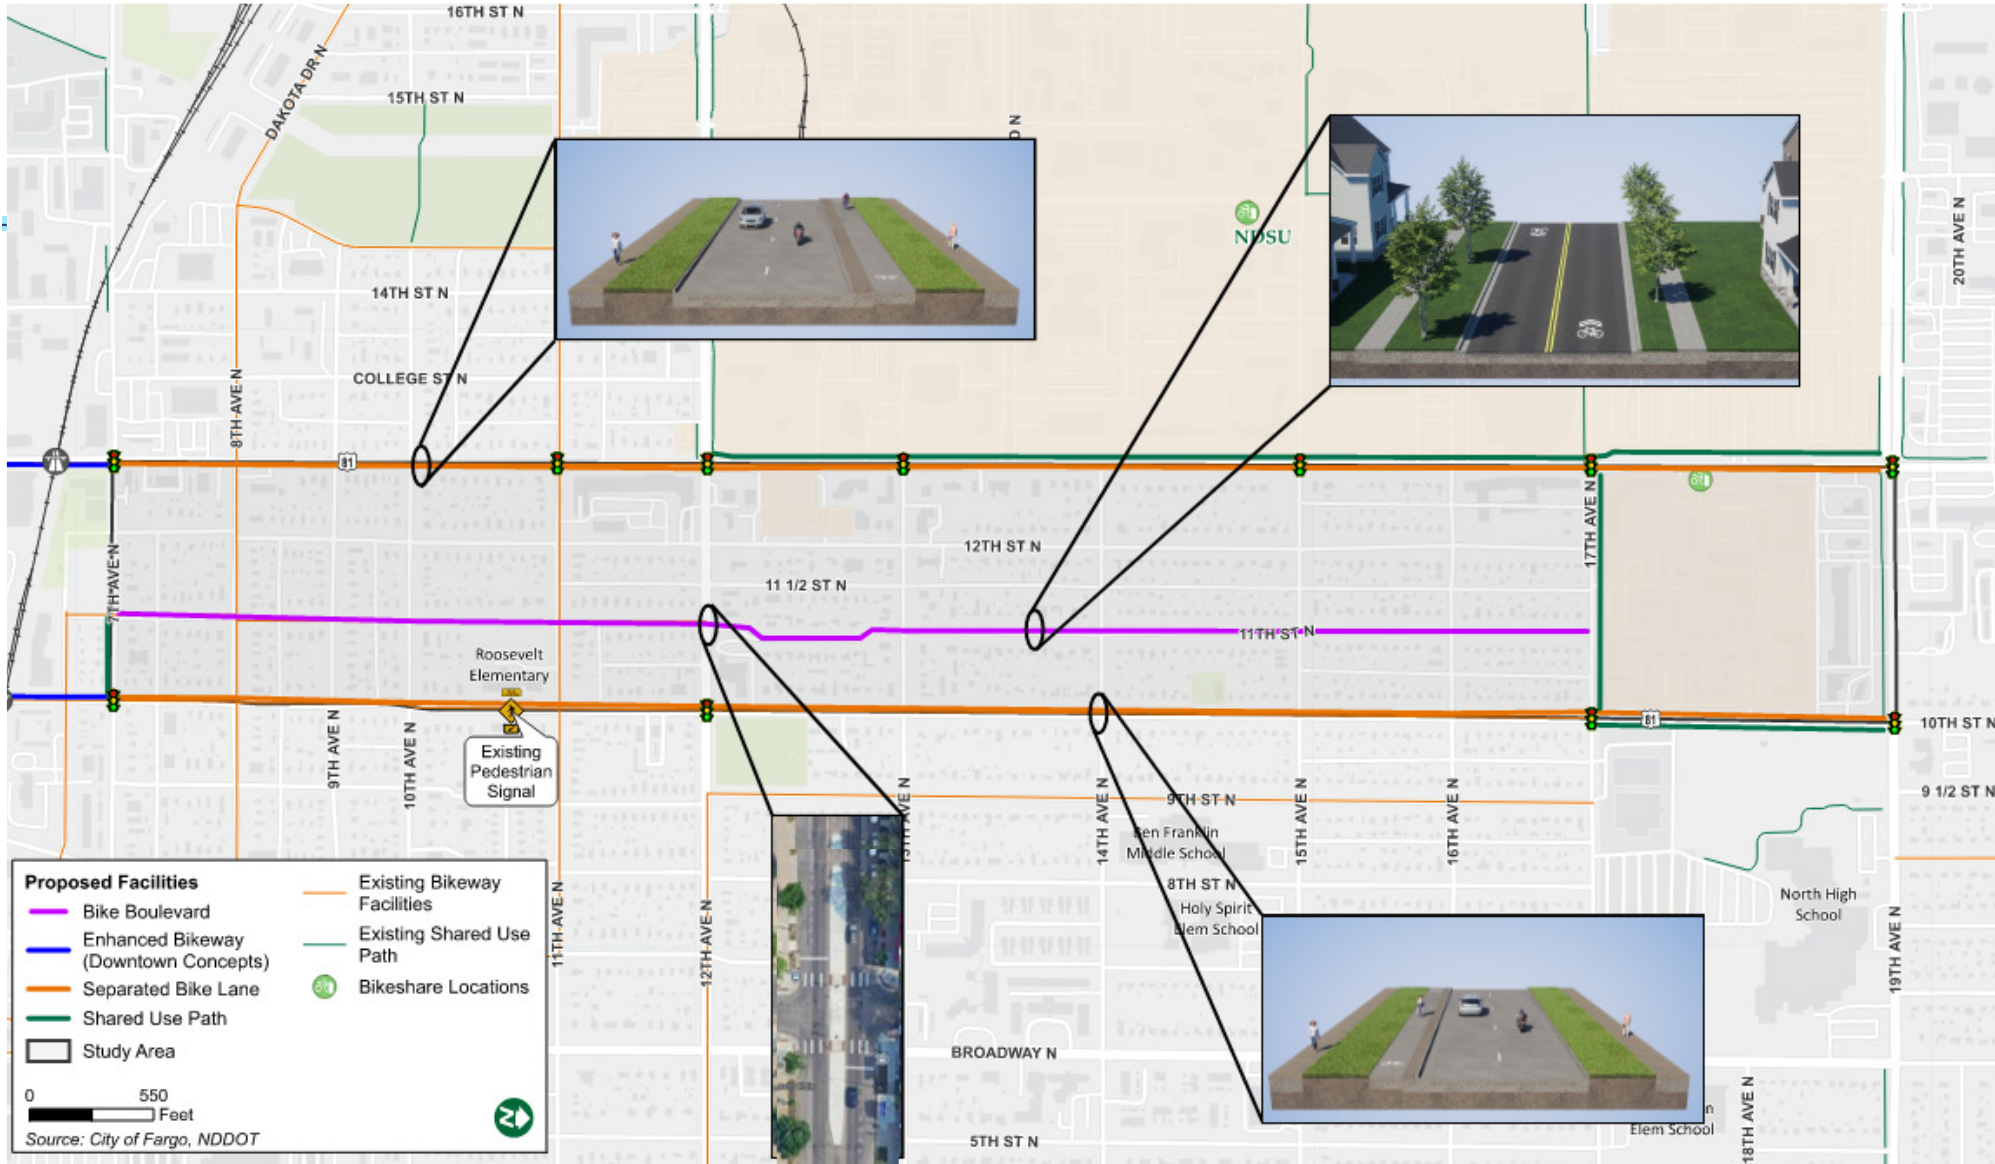 16TH ST N
DAKOTA DR N
15TH ST N
D N
NDSU
20TH AVE N
14TH ST N
COLLEGE ST N
8TH AVE N
81
17TH AVE N
12TH ST N
11 1/2 ST N
7TH AVE N
11TH ST N
Roosevelt
Elementary
Existing
Pedestrian
Signal
9TH AVE N
10TH AVE N
81
10TH ST N
9 1/2 ST N
9TH ST N
13TH AVE N
14TH AVE N
15TH AVE N
16TH AVE N
Ben Franklin
Middle School
8TH ST N
Holy Spirit
Elem School
North High
School
11TH AVE N
12TH AVE N
19TH AVE N
BROADWAY N
5TH ST N
Elem School
18TH AVE N
Proposed Facilities
Bike Boulevard
Enhanced Bikeway
(Downtown Concepts)
Separated Bike Lane
Shared Use Path
Study Area
Existing Bikeway
Facilities
Existing Shared Use
Path
Bikeshare Locations
0 550
Feet
N
Source: City of Fargo, NDDOT